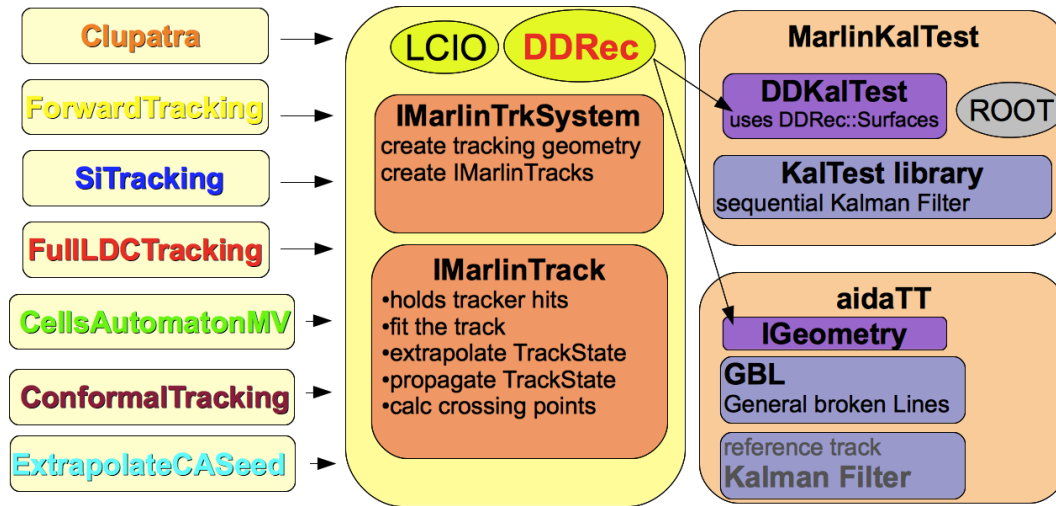 Clupatra
ForwardTracking
SiTracking
FullLDCTracking
CellsAutomatonMV
ConformalTracking
ExtrapolateCASeed
LCIO
DDRec
IMarlinTrkSystem
create tracking geometry
create IMarlinTracks
IMarlinTrack
•holds tracker hits
•fit the track
•extrapolate TrackState
•propagate TrackState
•calc crossing points
MarlinKalTest
DDKalTest
uses DDRec::Surfaces
ROOT
KalTest library
sequential Kalman Filter
aidaTT
IGeometry
GBL
General broken Lines
reference track
Kalman Filter